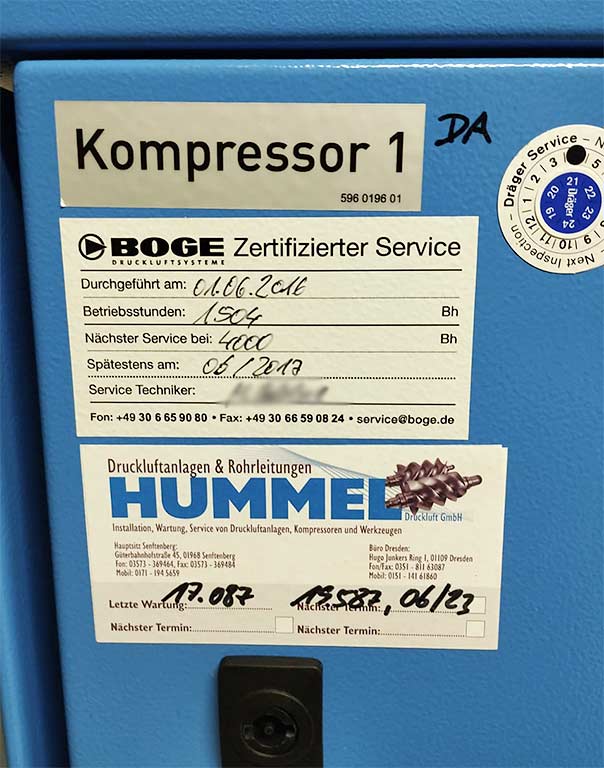 Kompressor 1
596 0196 01
DA
Dräger Service – N
Next Inspection –
1 2 3 5
9 10 11 12
Dräger
19 20 21 22 23 24
BOGE Zertifizierter Service
DRUCKLUFTSYSTEME
Durchgeführt am: 01.06.2016
Betriebsstunden: 1504 Bh
Nächster Service bei: 4000 Bh
Spätestens am: 06/2017
Service Techniker:
Fon: +49 30 6 65 90 80 • Fax: +49 30 66 59 08 24 • service@boge.de
Druckluftanlagen & Rohrleitungen
HUMMEL
Druckluft GmbH
Installation, Wartung, Service von Druckluftanlagen, Kompressoren und Werkzeugen
Hauptsitz Senftenberg:
Güterbahnhofstraße 45, 01968 Senftenberg
Fon: 03573 - 369464, Fax: 03573 - 369484
Mobil: 0171 - 194 5659
Büro Dresden:
Hugo Junkers Ring 1, 01109 Dresden
Fon/Fax: 0351 - 811 63087
Mobil: 0151 - 141 61860
Letzte Wartung: 17.087
Nächster Termin: 19587, 06/23
Nächster Termin:
Nächster Termin: